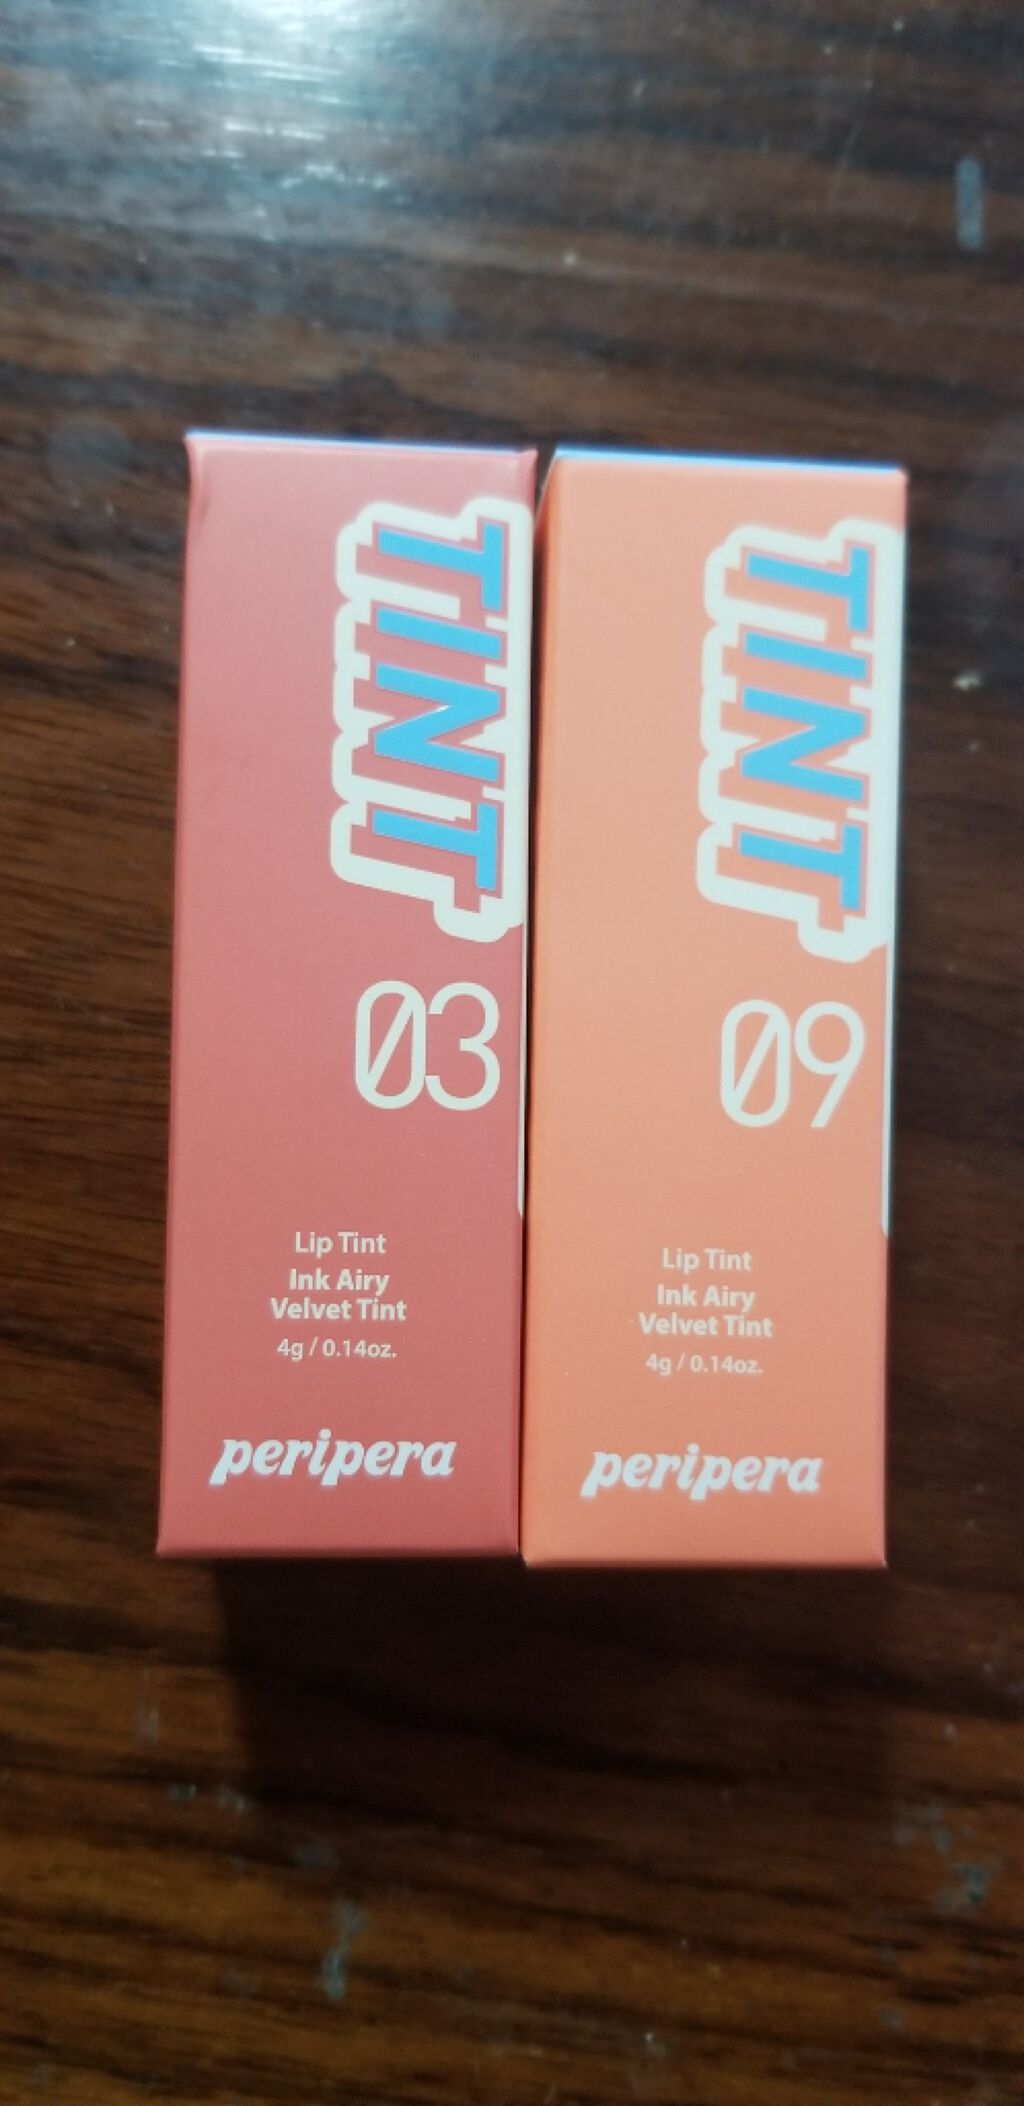 TINT
03
Lip Tint
Ink Airy
Velvet Tint
4g / 0.14oz.
peripera
TINT
09
Lip Tint
Ink Airy
Velvet Tint
4g / 0.14oz.
peripera